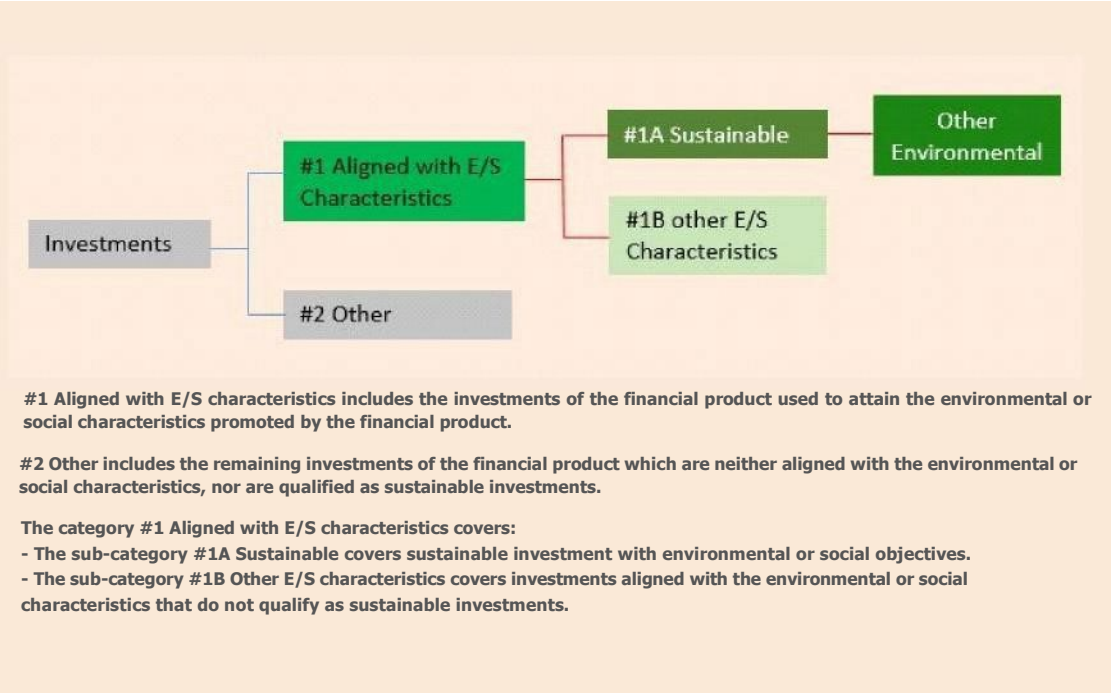 Other
Environmental
#1A Sustainable
#1 Aligned with E/S
Characteristics
#1B other E/S
Characteristics
Investments
#2 Other
#1 Aligned with E/S characteristics includes the investments of the financial product used to attain the environmental or
social characteristics promoted by the financial product.
#2 Other includes the remaining investments of the financial product which are neither aligned with the environmental or
social characteristics, nor are qualified as sustainable investments.
The category #1 Aligned with E/S characteristics covers:
- The sub-category #1A Sustainable covers sustainable investment with environmental or social objectives.
- The sub-category #1B Other E/S characteristics covers investments aligned with the environmental or social
characteristics that do not qualify as sustainable investments.